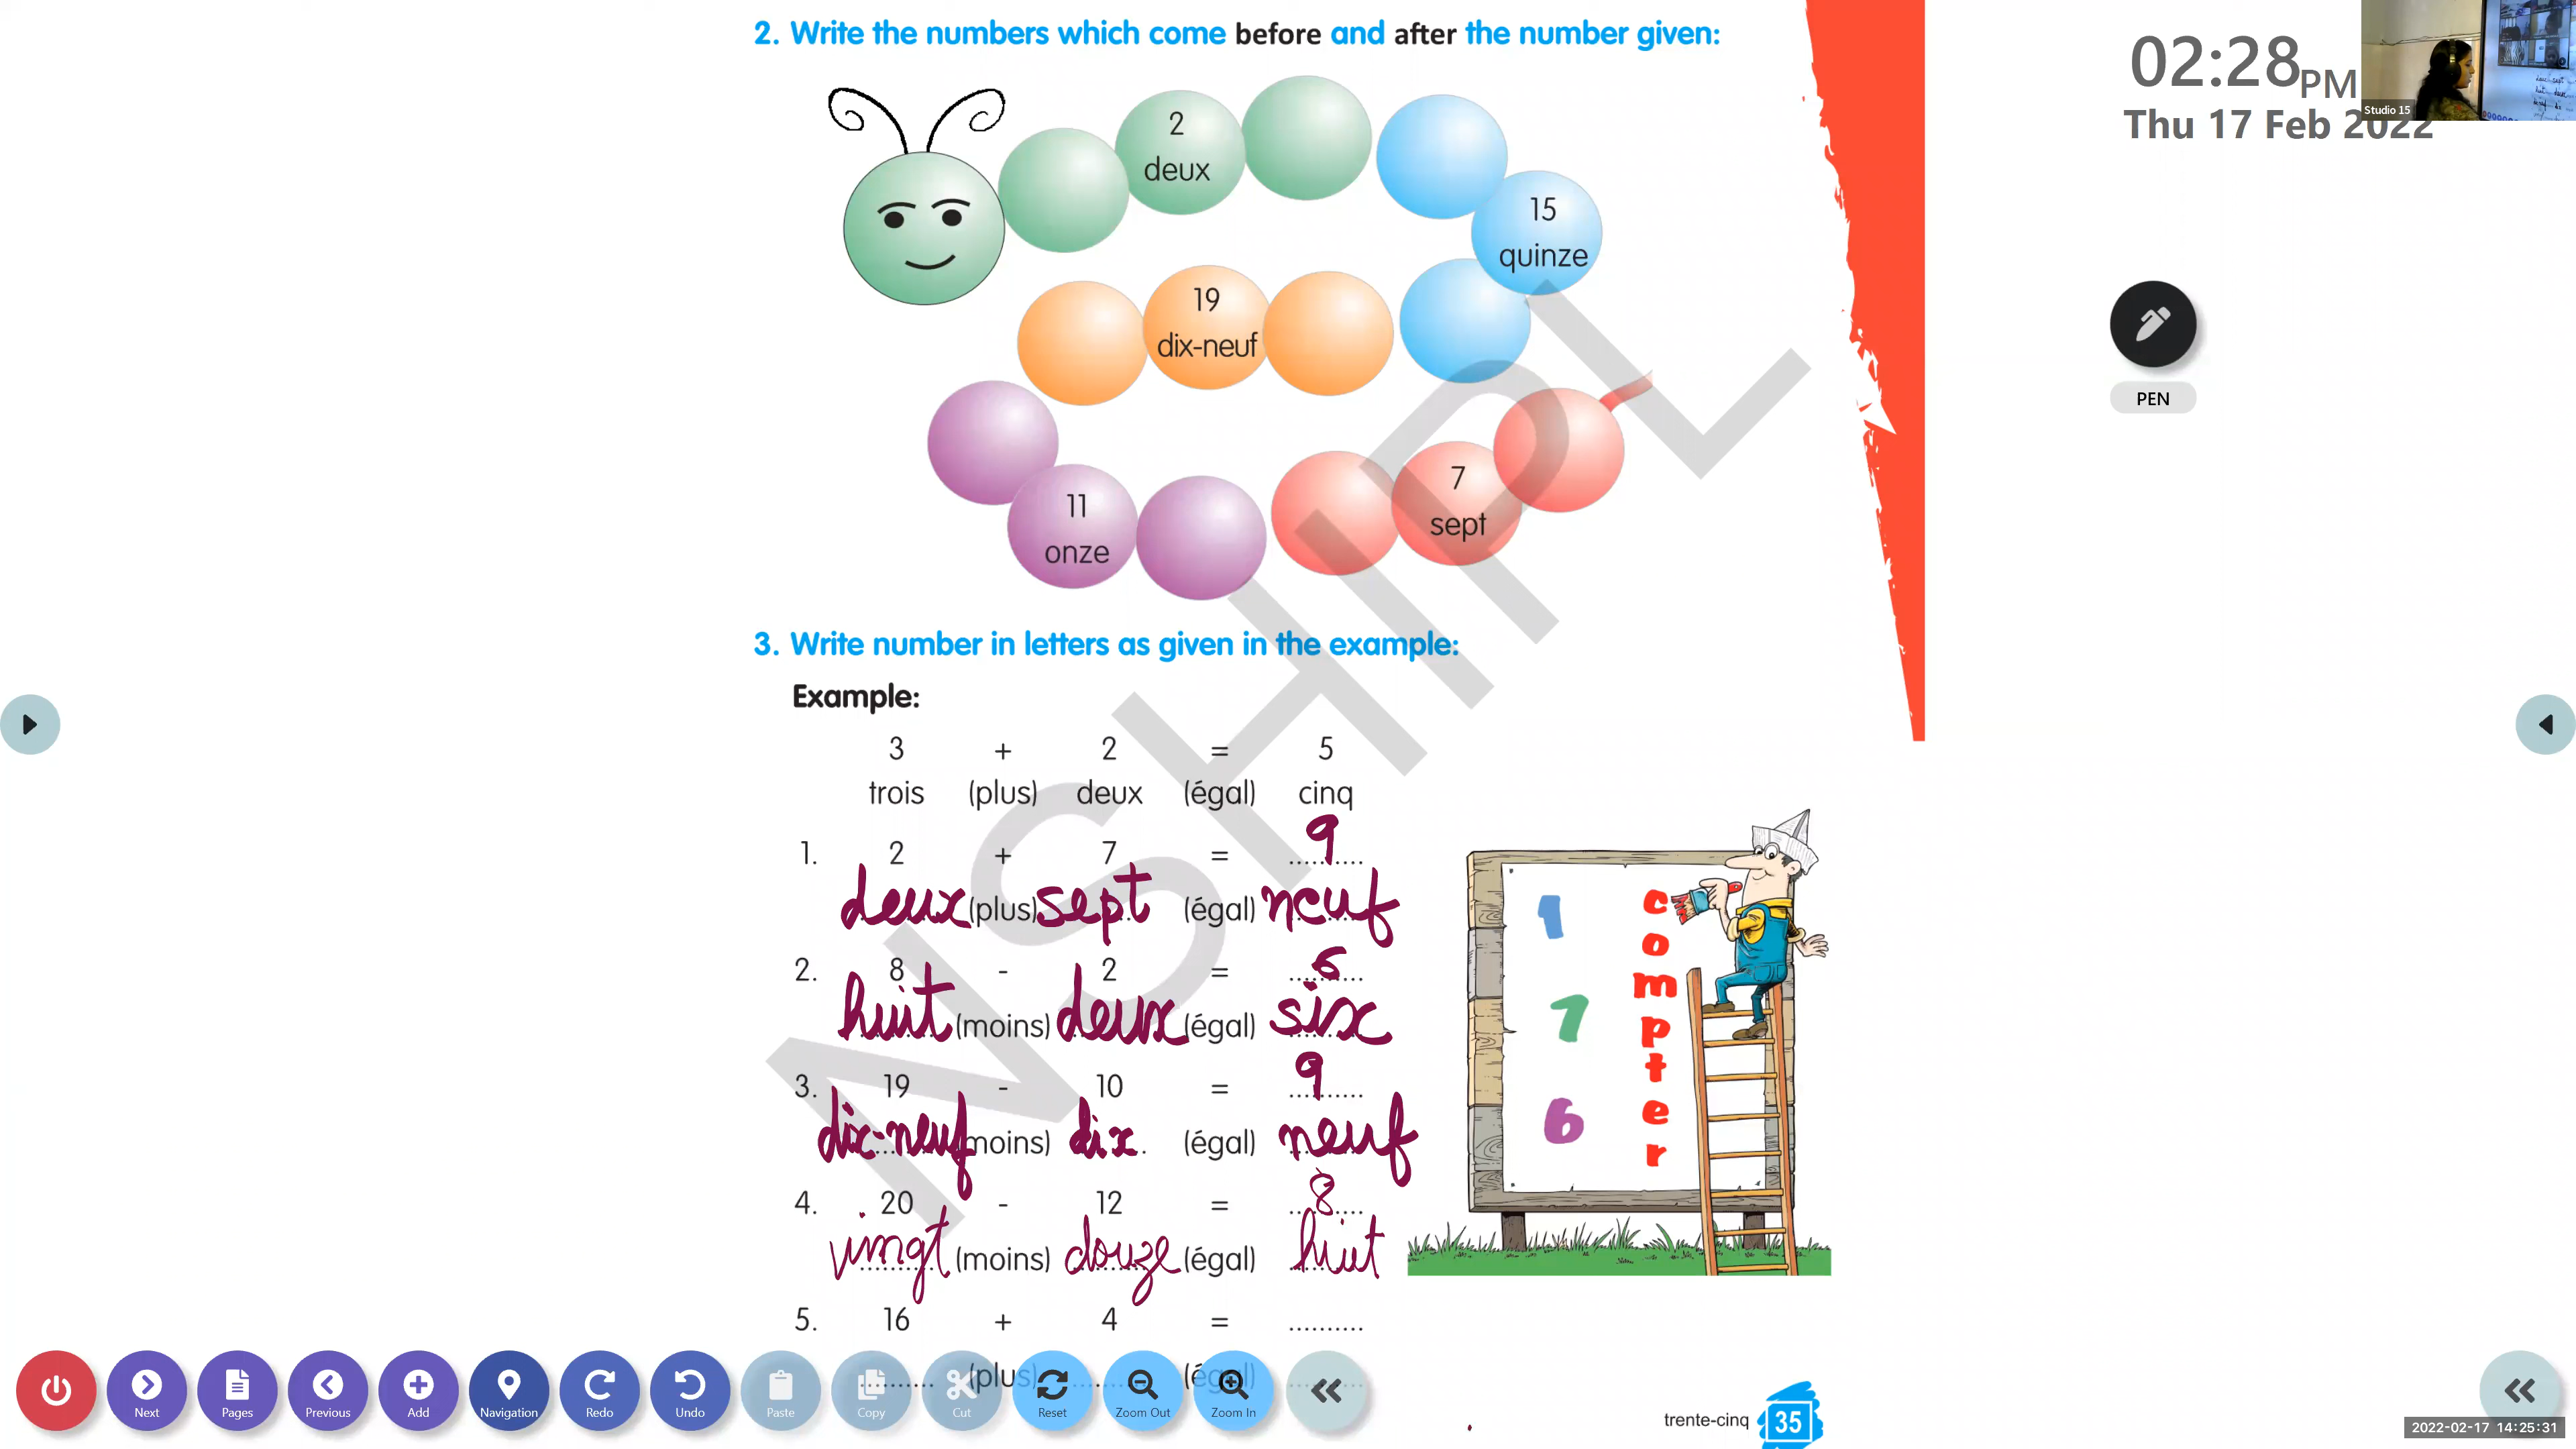 2. Write the numbers which come before and after the number given:
02:28 PM
Thu 17 Feb 2022
Studio 15
2
deux
15
quinze
19
dix-neuf
11
onze
7
sept
PEN
NSHIPL
3. Write number in letters as given in the example:
Example:
3 + 2 = 5
trois (plus) deux (égal) cinq
1. 2 + 7 = 9
deux (plus) sept (égal) neuf
2. 8 - 2 = 6
huit (moins) deux (égal) six
3. 19 - 10 = 9
dix-neuf moins) dix (égal) neuf
4. 20 - 12 = 8
vingt (moins) douze (égal) huit
5. 16 + 4 = ..........
.......... (plus) (égal)
1
7
6
compter
Next Pages Previous Add Navigation Redo Undo Paste Copy Cut Reset Zoom Out Zoom In
trente-cinq 35
2022-02-17 14:25:31